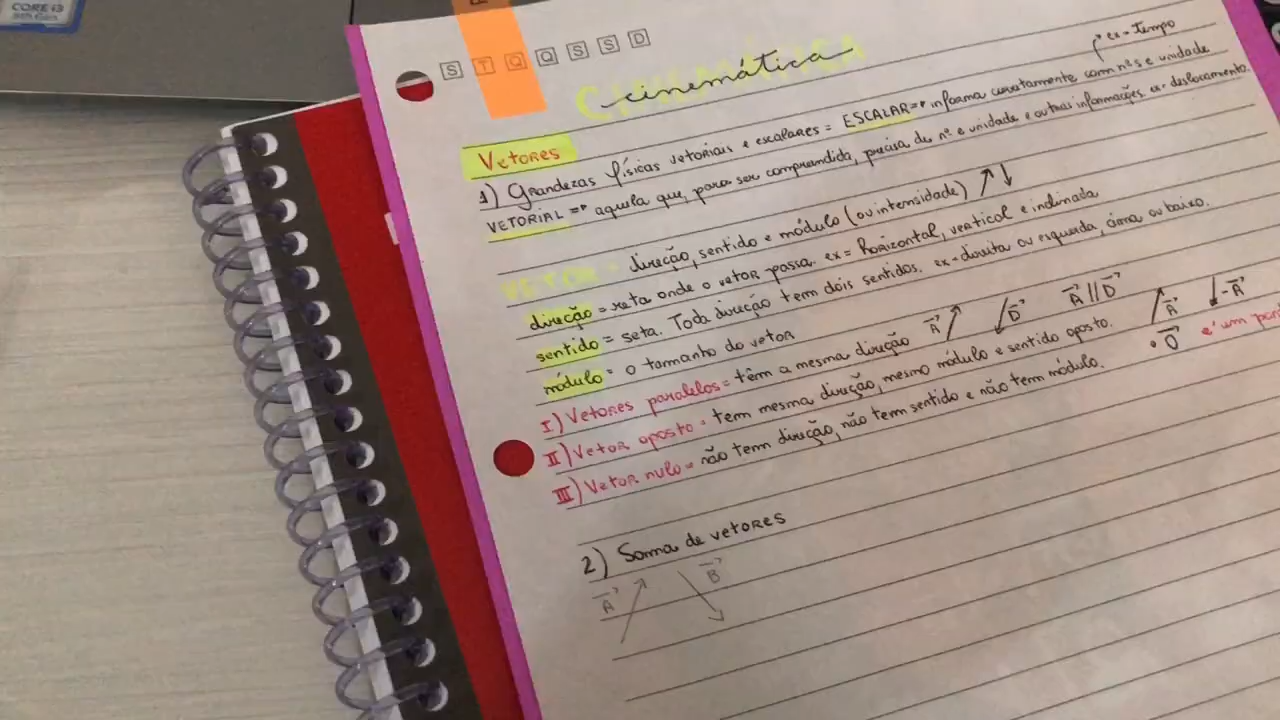 CORE i3
S T Q Q S S D
CINEMÁTICA
cinemática
ex = Tempo
Vetores
1) Grandezas físicas vetoriais e escalares = ESCALAR => informa corretamente com nºs e unidade
VETORIAL => aquela que, para ser compreendida, precisa de nº e unidade e outras informações. ex = deslocamento.
VETOR = direção, sentido e módulo (ou intensidade)
direção = reta onde o vetor passa. ex = horizontal, vertical e inclinada
sentido = seta. Toda direção tem dois sentidos. ex = direita ou esquerda, cima ou baixo.
módulo = o tamanho do vetor
I) Vetores paralelos = têm a mesma direção A D A // D
II) Vetor oposto = tem mesma direção, mesmo módulo e sentido oposto. A -A
III) Vetor nulo = não tem direção, não tem sentido e não tem módulo. • 0 é um
2) Soma de vetores
A B